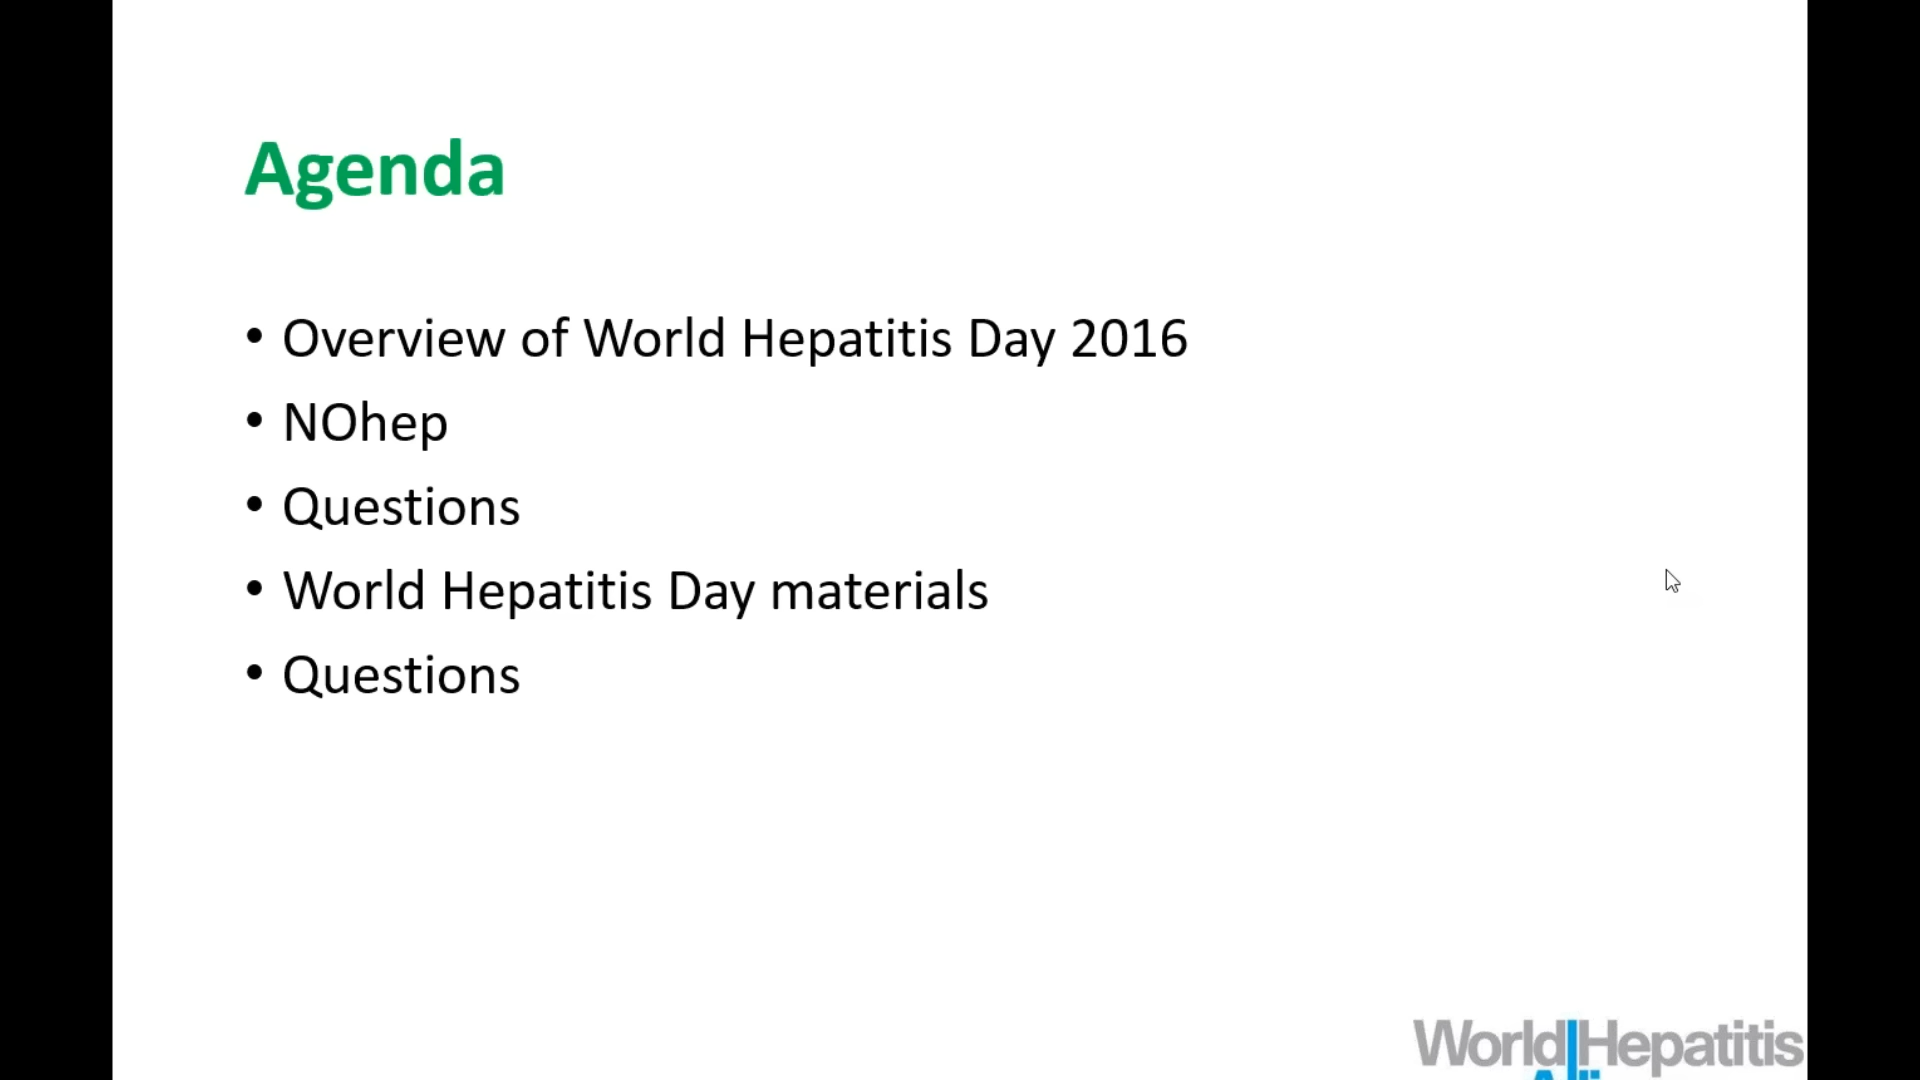 Agenda
• Overview of World Hepatitis Day 2016
• NOhep
• Questions
• World Hepatitis Day materials
• Questions
World Hepatitis